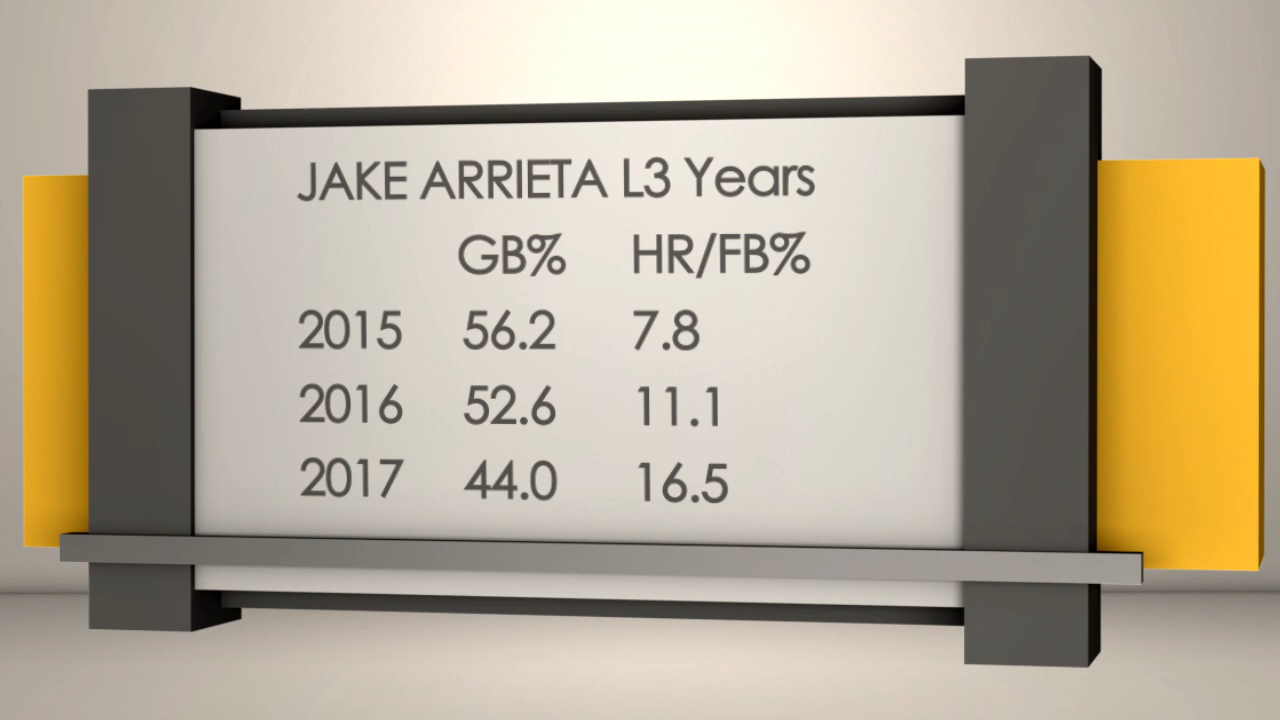 JAKE ARRIETA L3 Years
GB% HR/FB%
2015 56.2 7.8
2016 52.6 11.1
2017 44.0 16.5